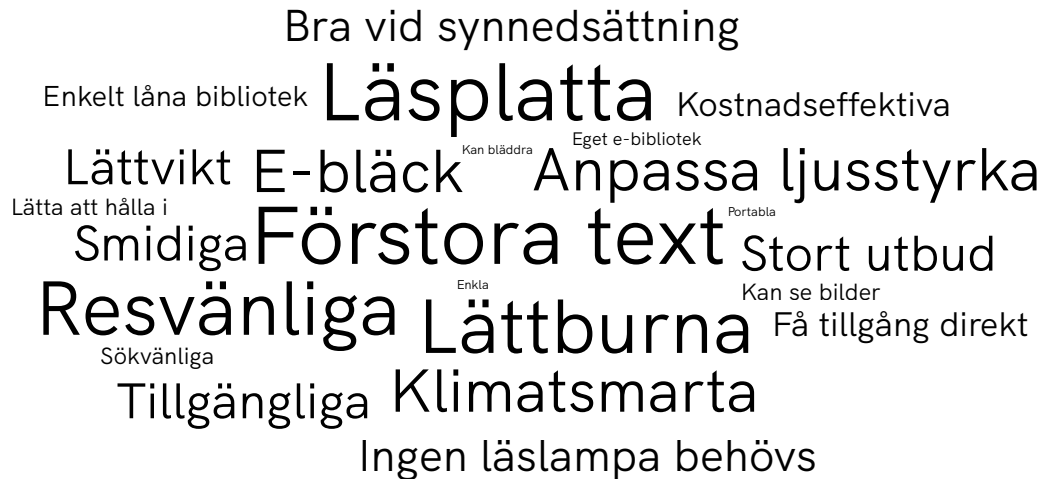 Bra vid synnedsättning
Läsplatta
Enkelt låna bibliotek
Kostnadseffektiva
Eget e-bibliotek
Kan bläddra
Lättvikt
E-bläck
Anpassa ljusstyrka
Lätta att hålla i
Portabla
Smidiga
Förstora text
Stort utbud
Enkla
Kan se bilder
Resvänliga
Lättburna
Få tillgång direkt
Sökvänliga
Tillgängliga
Klimatsmarta
Ingen läslampa behövs